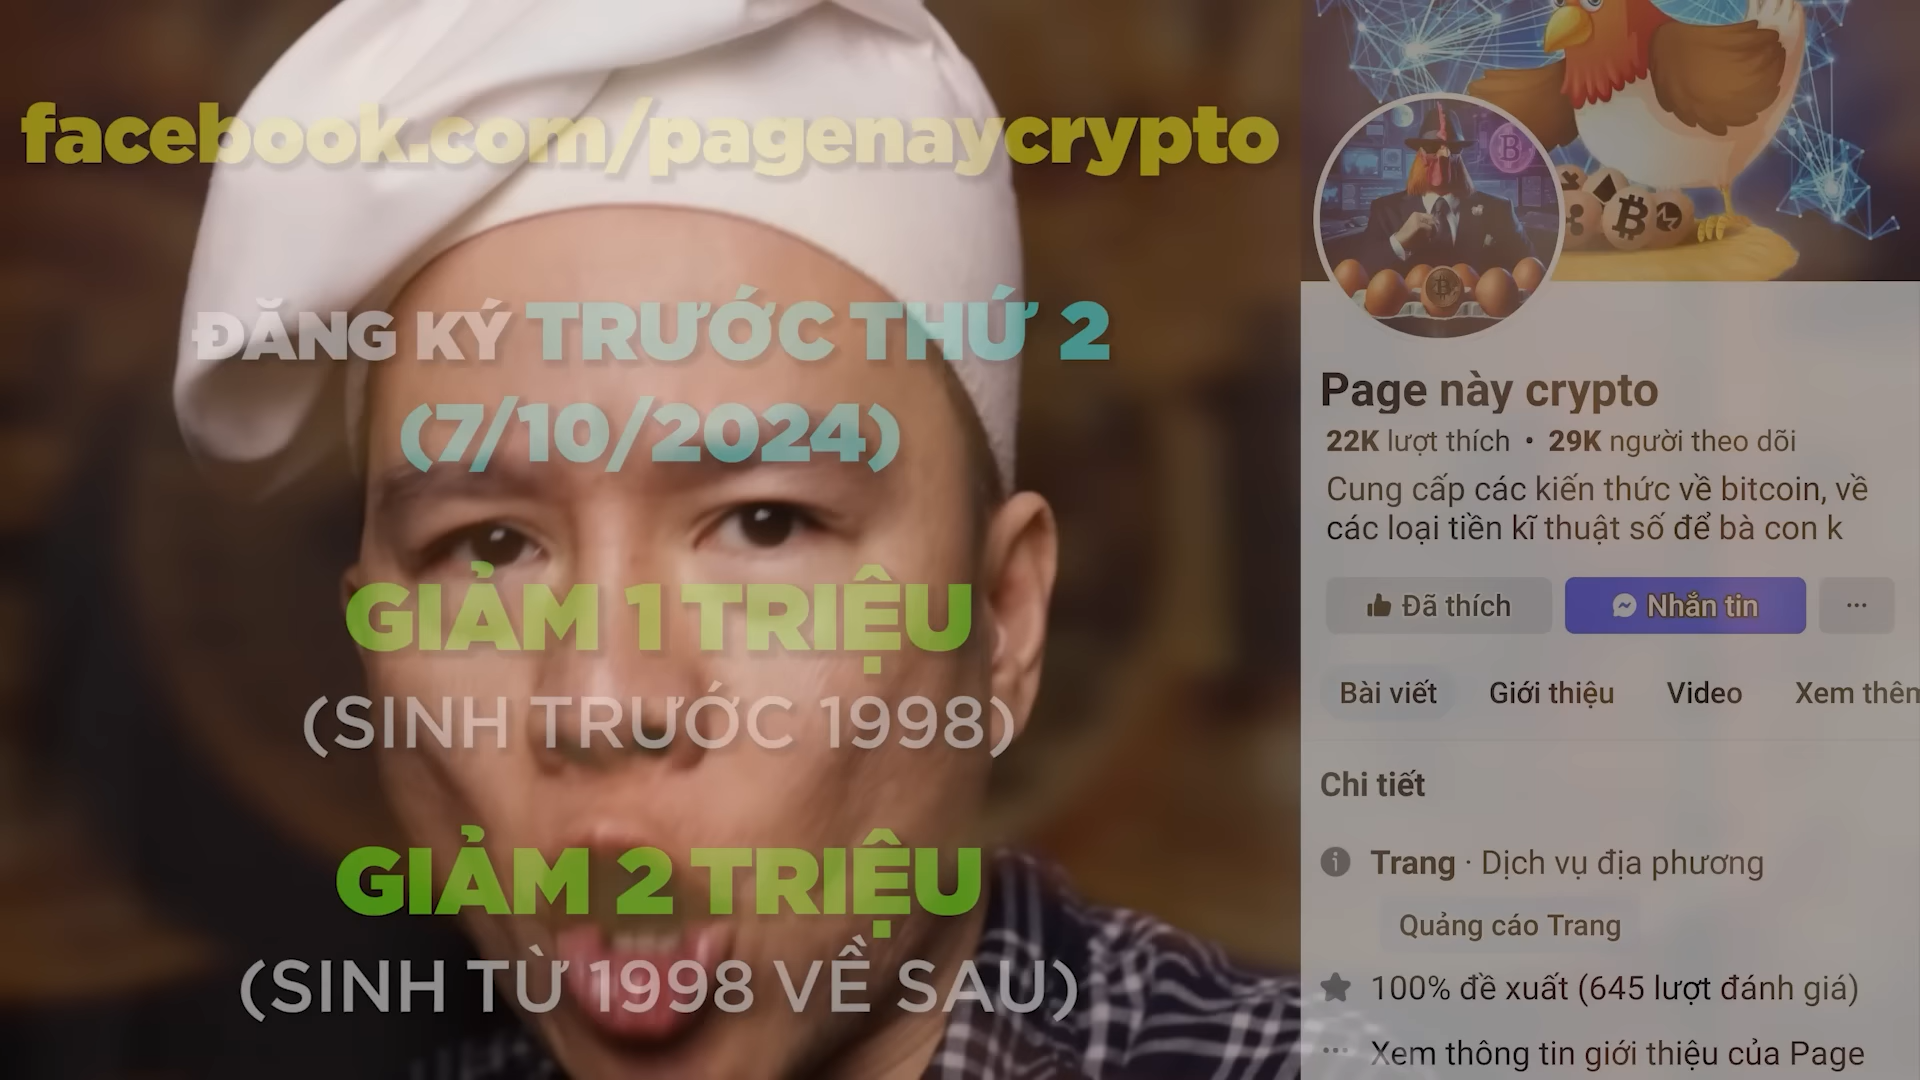 facebook.com/pagenaycrypto
ĐĂNG KÝ TRƯỚC THỨ 2
(7/10/2024)
GIẢM 1 TRIỆU
(SINH TRƯỚC 1998)
GIẢM 2 TRIỆU
(SINH TỪ 1998 VỀ SAU)
Page này crypto
22K lượt thích • 29K người theo dõi
Cung cấp các kiến thức về bitcoin, về
các loại tiền kĩ thuật số để bà con k
Đã thích
Nhắn tin
Bài viết Giới thiệu Video Xem thêm
Chi tiết
Trang · Dịch vụ địa phương
Quảng cáo Trang
100% đề xuất (645 lượt đánh giá)
Xem thông tin giới thiệu của Page